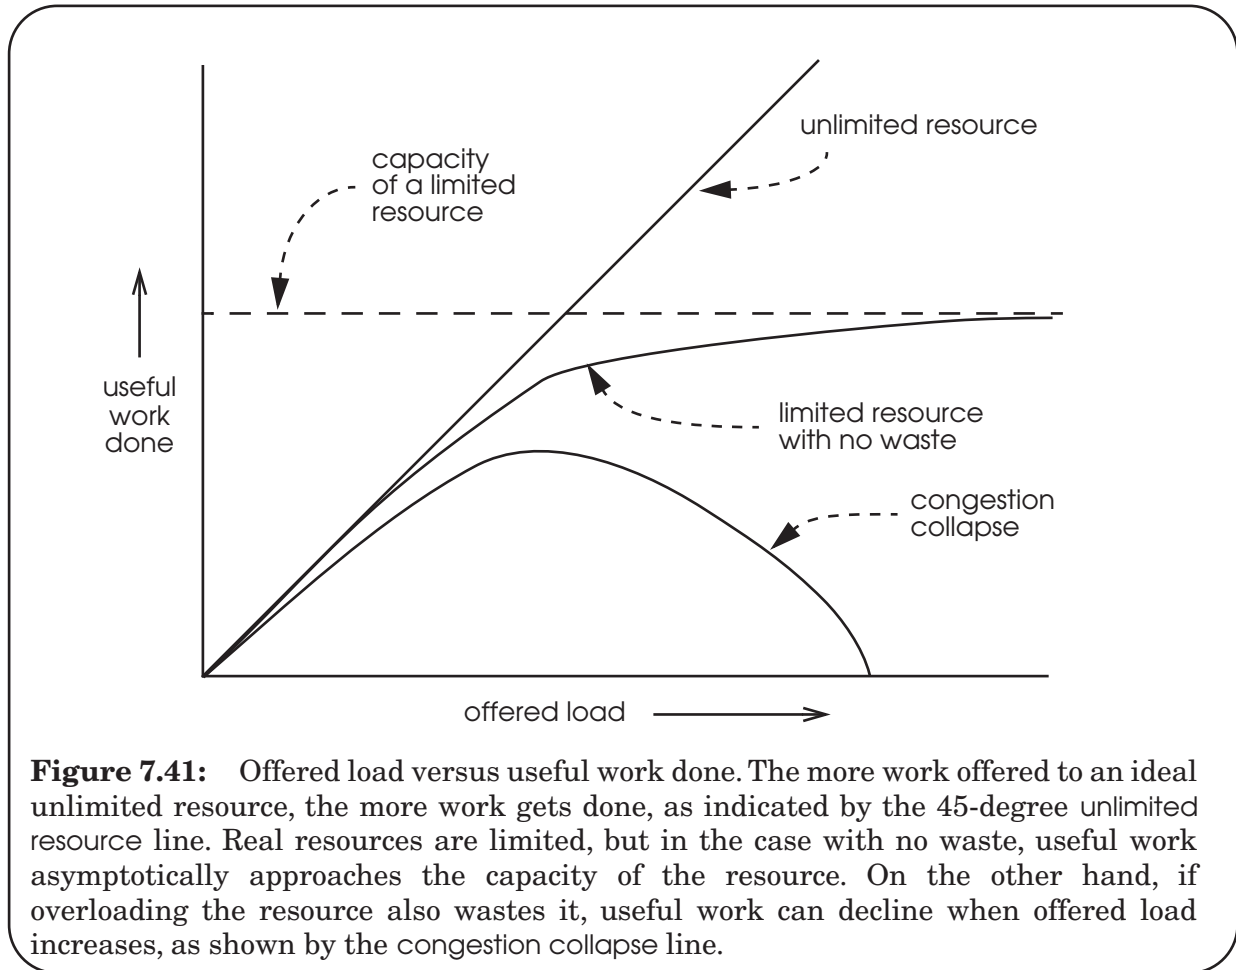 unlimited resource
capacity
of a limited
resource
useful
work
done
limited resource
with no waste
congestion
collapse
offered load
Figure 7.41: Offered load versus useful work done. The more work offered to an ideal
unlimited resource, the more work gets done, as indicated by the 45-degree unlimited
resource line. Real resources are limited, but in the case with no waste, useful work
asymptotically approaches the capacity of the resource. On the other hand, if
overloading the resource also wastes it, useful work can decline when offered load
increases, as shown by the congestion collapse line.